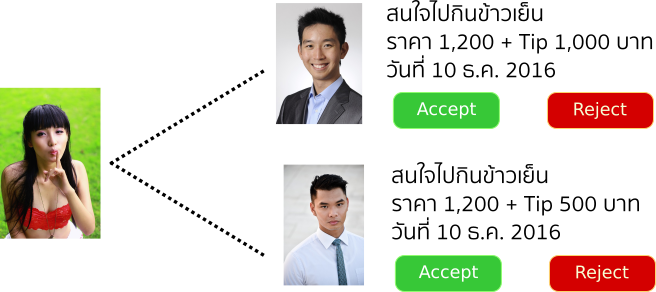 สนใจไปกินข้าวเย็น
ราคา 1,200 + Tip 1,000 บาท
วันที่ 10 ธ.ค. 2016
Accept Reject
สนใจไปกินข้าวเย็น
ราคา 1,200 + Tip 500 บาท
วันที่ 10 ธ.ค. 2016
Accept Reject